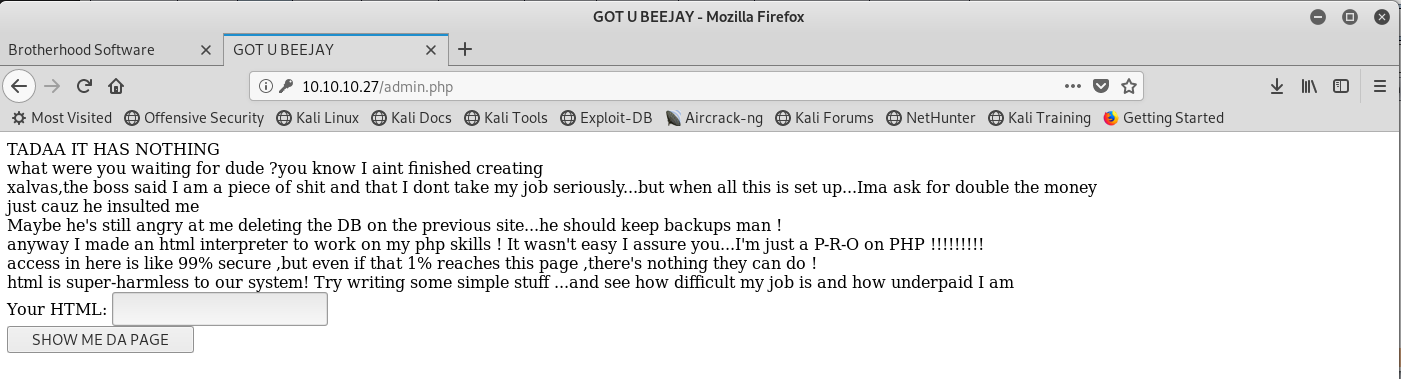 GOT U BEEJAY - Mozilla Firefox
Brotherhood Software
GOT U BEEJAY
10.10.10.27/admin.php
Most Visited Offensive Security Kali Linux Kali Docs Kali Tools Exploit-DB Aircrack-ng Kali Forums NetHunter Kali Training Getting Started
TADAA IT HAS NOTHING
what were you waiting for dude ?you know I aint finished creating
xalvas,the boss said I am a piece of shit and that I dont take my job seriously...but when all this is set up...Ima ask for double the money
just cauz he insulted me
Maybe he's still angry at me deleting the DB on the previous site...he should keep backups man !
anyway I made an html interpreter to work on my php skills ! It wasn't easy I assure you...I'm just a P-R-O on PHP !!!!!!!!!
access in here is like 99% secure ,but even if that 1% reaches this page ,there's nothing they can do !
html is super-harmless to our system! Try writing some simple stuff ...and see how difficult my job is and how underpaid I am
Your HTML:
SHOW ME DA PAGE